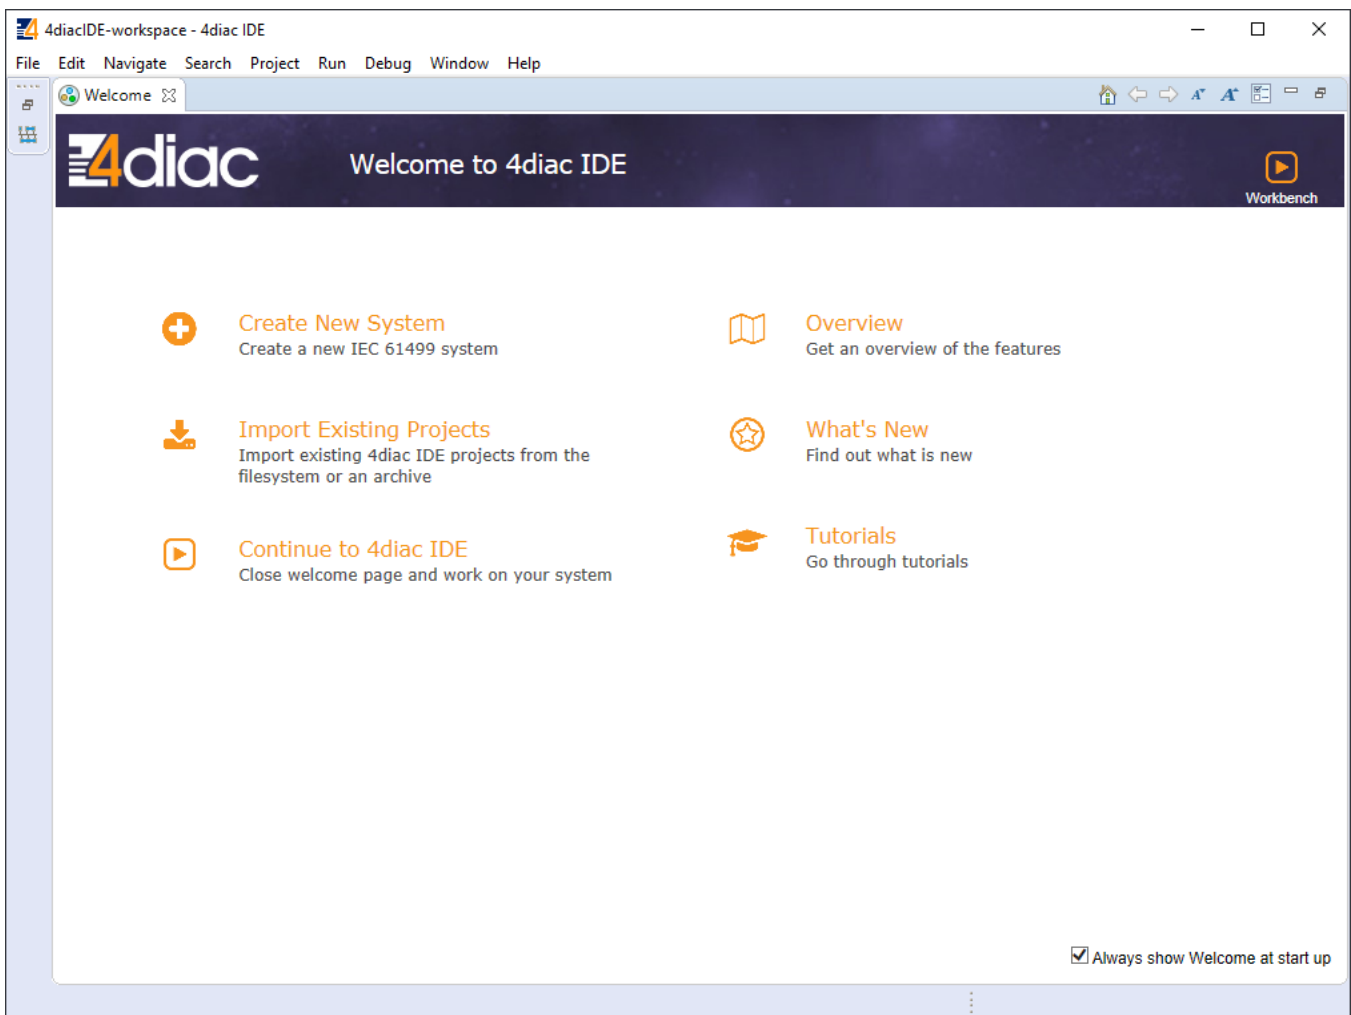 4diacIDE-workspace - 4diac IDE
File Edit Navigate Search Project Run Debug Window Help
Welcome
4diac
Welcome to 4diac IDE
Workbench
Create New System
Create a new IEC 61499 system
Overview
Get an overview of the features
Import Existing Projects
Import existing 4diac IDE projects from the
filesystem or an archive
What's New
Find out what is new
Continue to 4diac IDE
Close welcome page and work on your system
Tutorials
Go through tutorials
Always show Welcome at start up